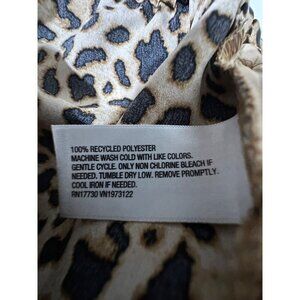 100% RECYCLED POLYESTER
MACHINE WASH COLD WITH LIKE COLORS.
GENTLE CYCLE. ONLY NON CHLORINE BLEACH IF
NEEDED. TUMBLE DRY LOW. REMOVE PROMPTLY.
COOL IRON IF NEEDED.
RN17730 VN1973122